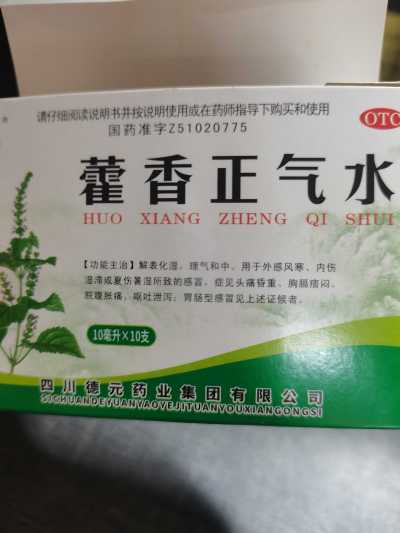 ®
请仔细阅读说明书并按说明使用或在药师指导下购买和使用
国药准字Z51020775
OTC
藿香正气水
HUO XIANG ZHENG QI SHUI
【功能主治】解表化湿，理气和中。用于外感风寒、内伤
湿滞或夏伤暑湿所致的感冒，症见头痛昏重、胸膈痞闷、
脘腹胀痛、呕吐泄泻；胃肠型感冒见上述证候者。
10毫升×10支
四川德元药业集团有限公司
SICHUANDEYUANYAOYEJITUANYOUXIANGONGSI